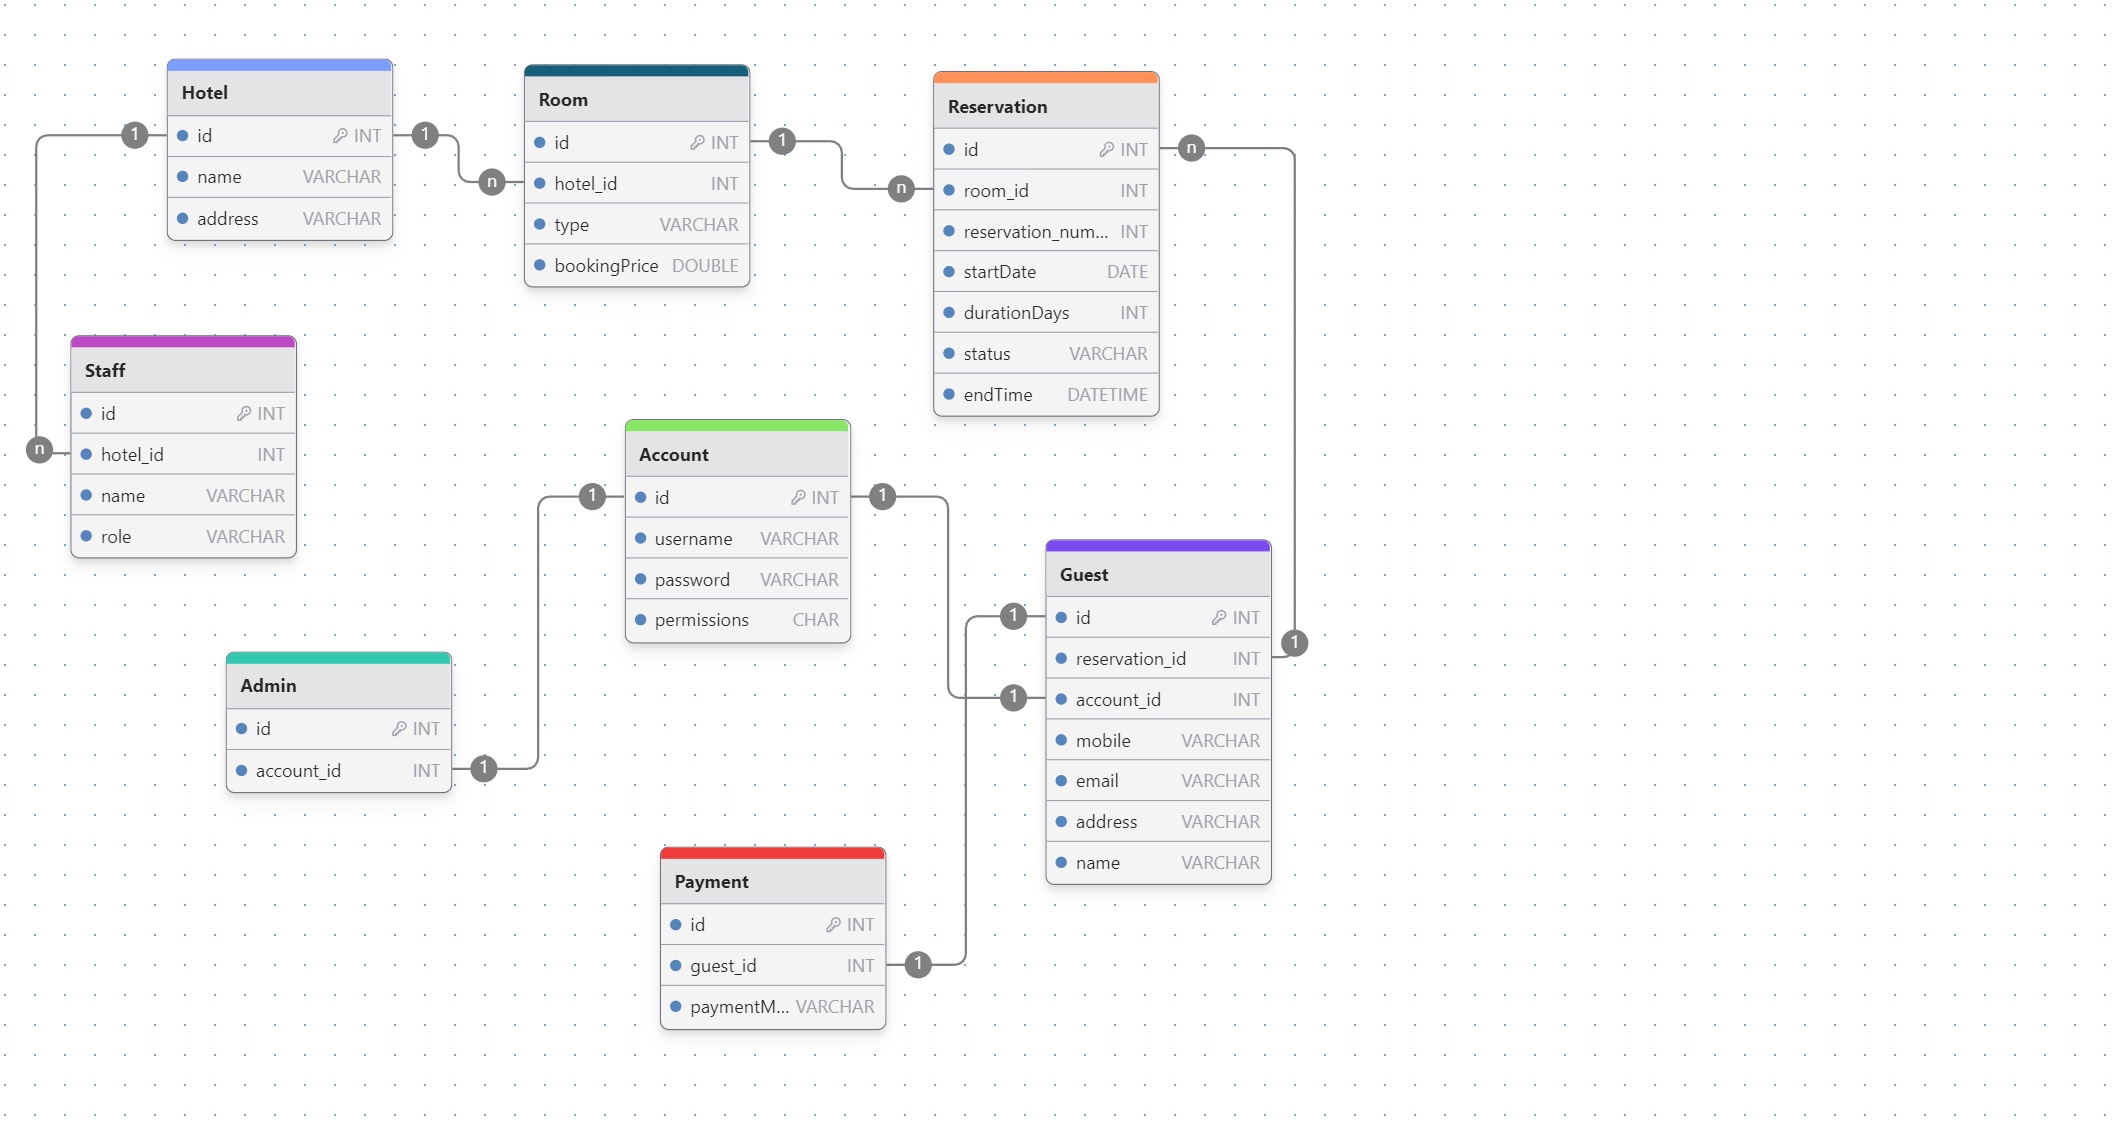 Hotel
1 id INT 1
name VARCHAR
address VARCHAR
Room
id INT 1
n hotel_id INT
type VARCHAR
bookingPrice DOUBLE
Reservation
id INT n
n room_id INT
reservation_num... INT
startDate DATE
durationDays INT
status VARCHAR
endTime DATETIME
Staff
id INT
n hotel_id INT
name VARCHAR
role VARCHAR
Account
1 id INT 1
username VARCHAR
password VARCHAR
permissions CHAR
Guest
1 id INT
reservation_id INT 1
1 account_id INT
mobile VARCHAR
email VARCHAR
address VARCHAR
name VARCHAR
Admin
id INT
account_id INT 1
Payment
id INT
guest_id INT 1
paymentM... VARCHAR